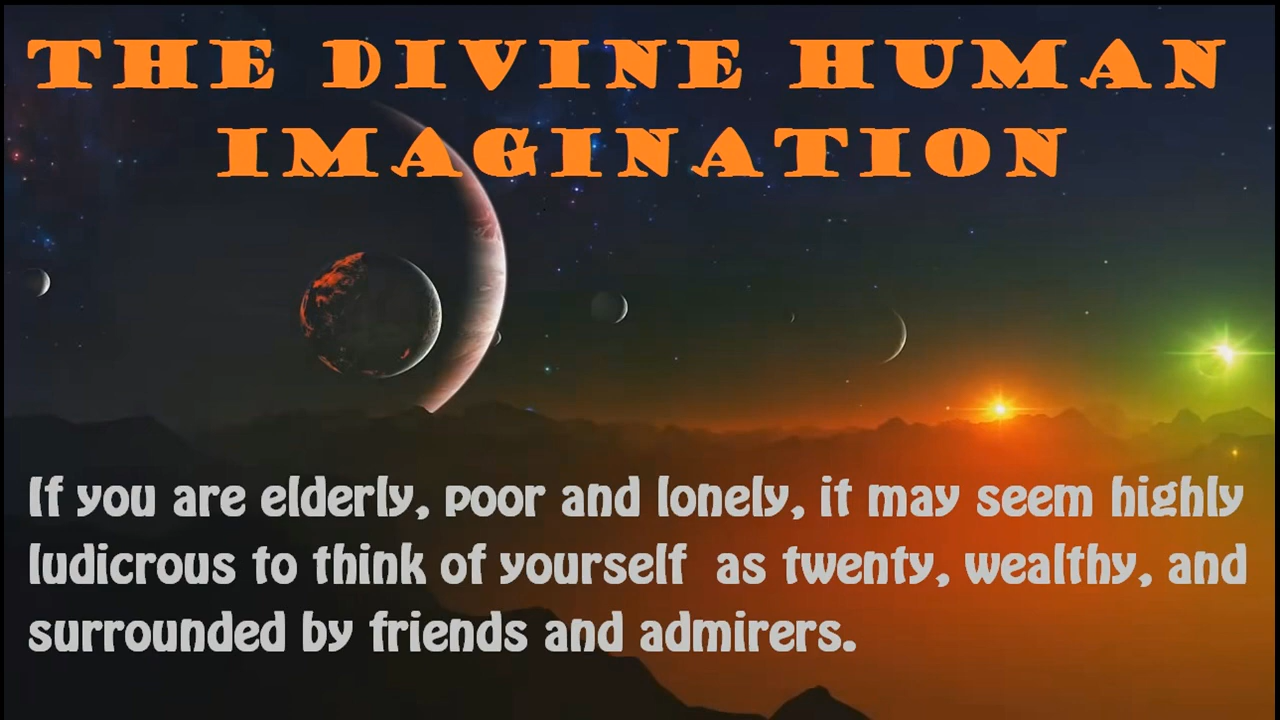 THE DIVINE HUMAN
IMAGINATION
If you are elderly, poor and lonely, it may seem highly
ludicrous to think of yourself as twenty, wealthy, and
surrounded by friends and admirers.